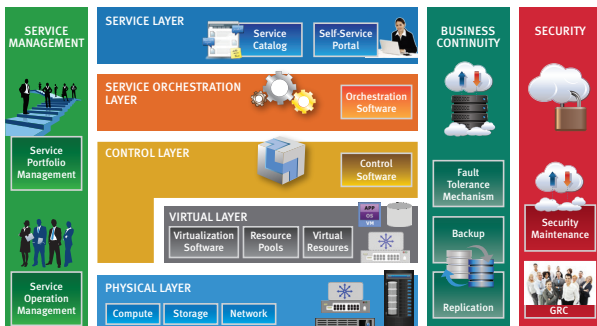 SERVICE
MANAGEMENT
Service
Portfolio
Management
Service
Operation
Management
SERVICE LAYER
Service
Catalog
Self-Service
Portal
SERVICE ORCHESTRATION
LAYER
Orchestration
Software
CONTROL LAYER
Control
Software
VIRTUAL LAYER
APP
OS
VM
Virtualization
Software
Resource
Pools
Virtual
Resoures
PHYSICAL LAYER
Compute
Storage
Network
BUSINESS
CONTINUITY
Fault
Tolerance
Mechanism
Backup
Replication
SECURITY
Security
Maintenance
GRC